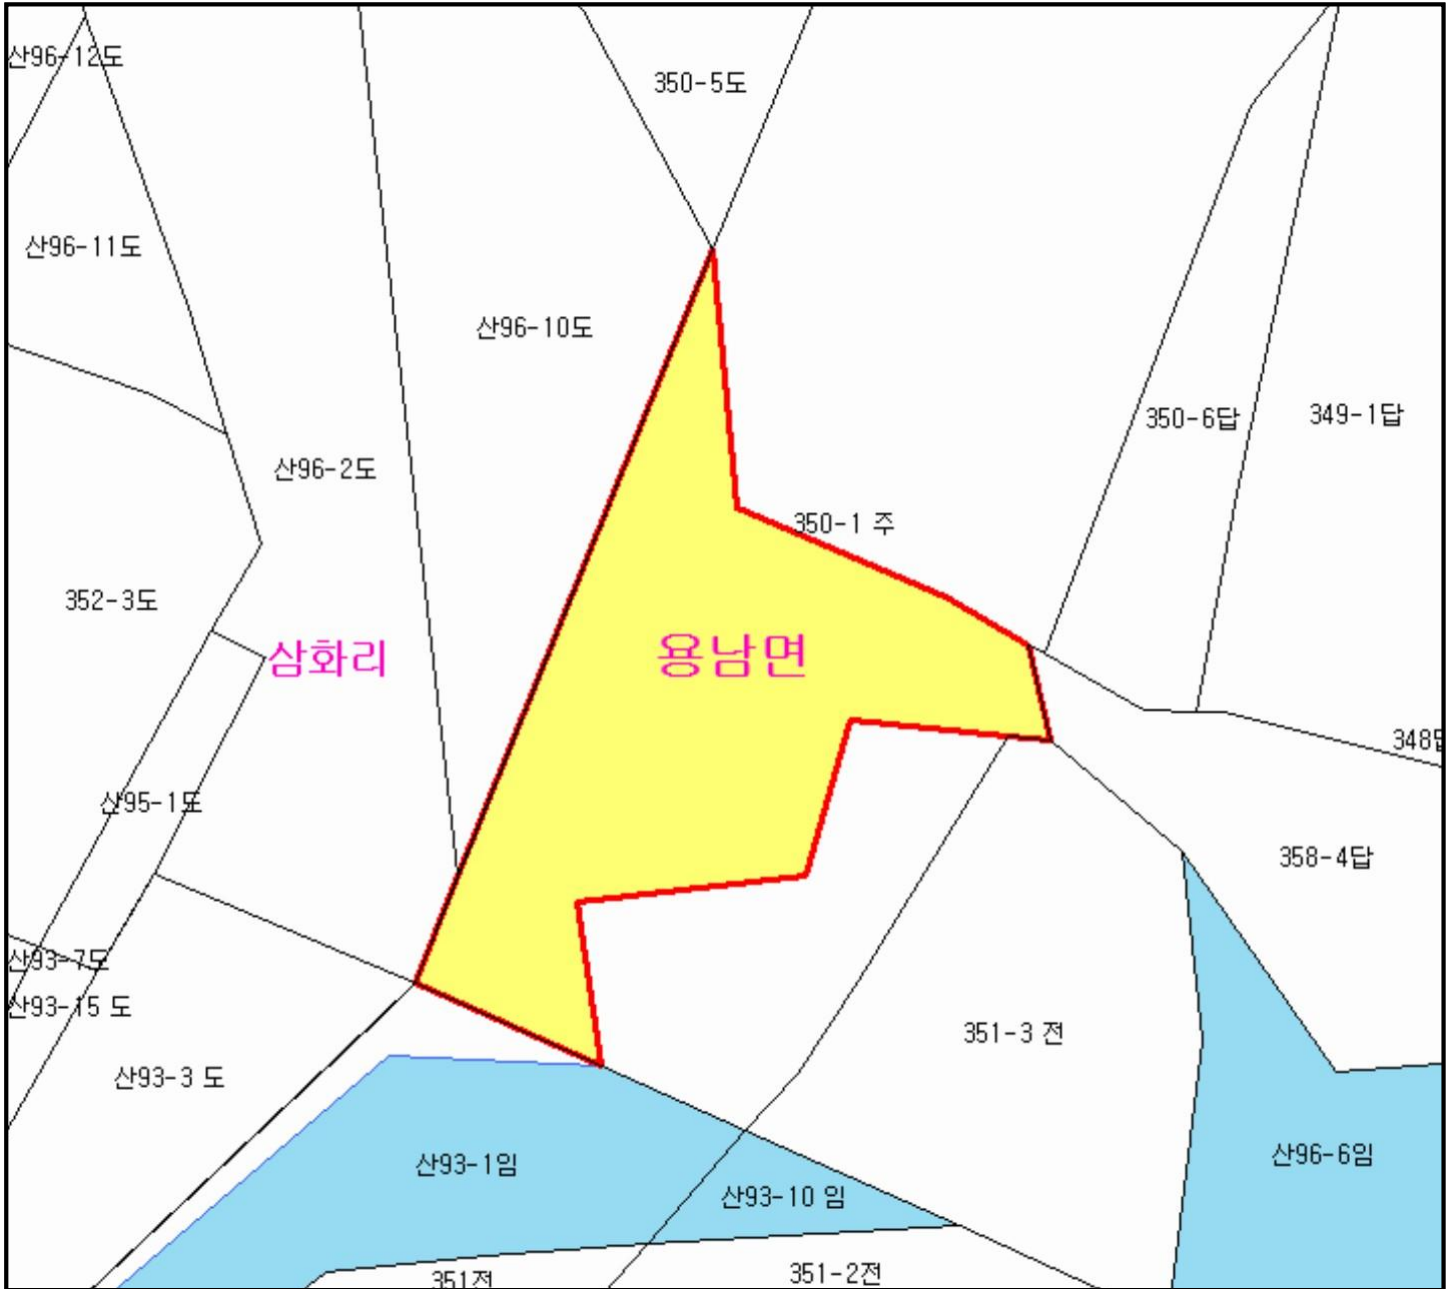 산96-12도
350-5도
산96-11도
산96-10도
350-6답
349-1답
산96-2도
350-1 주
352-3도
삼화리
용남면
348답
산95-1도
358-4답
산93-7도
산93-15 도
351-3 전
산93-3 도
산93-1임
산96-6임
산93-10 임
351전
351-2전